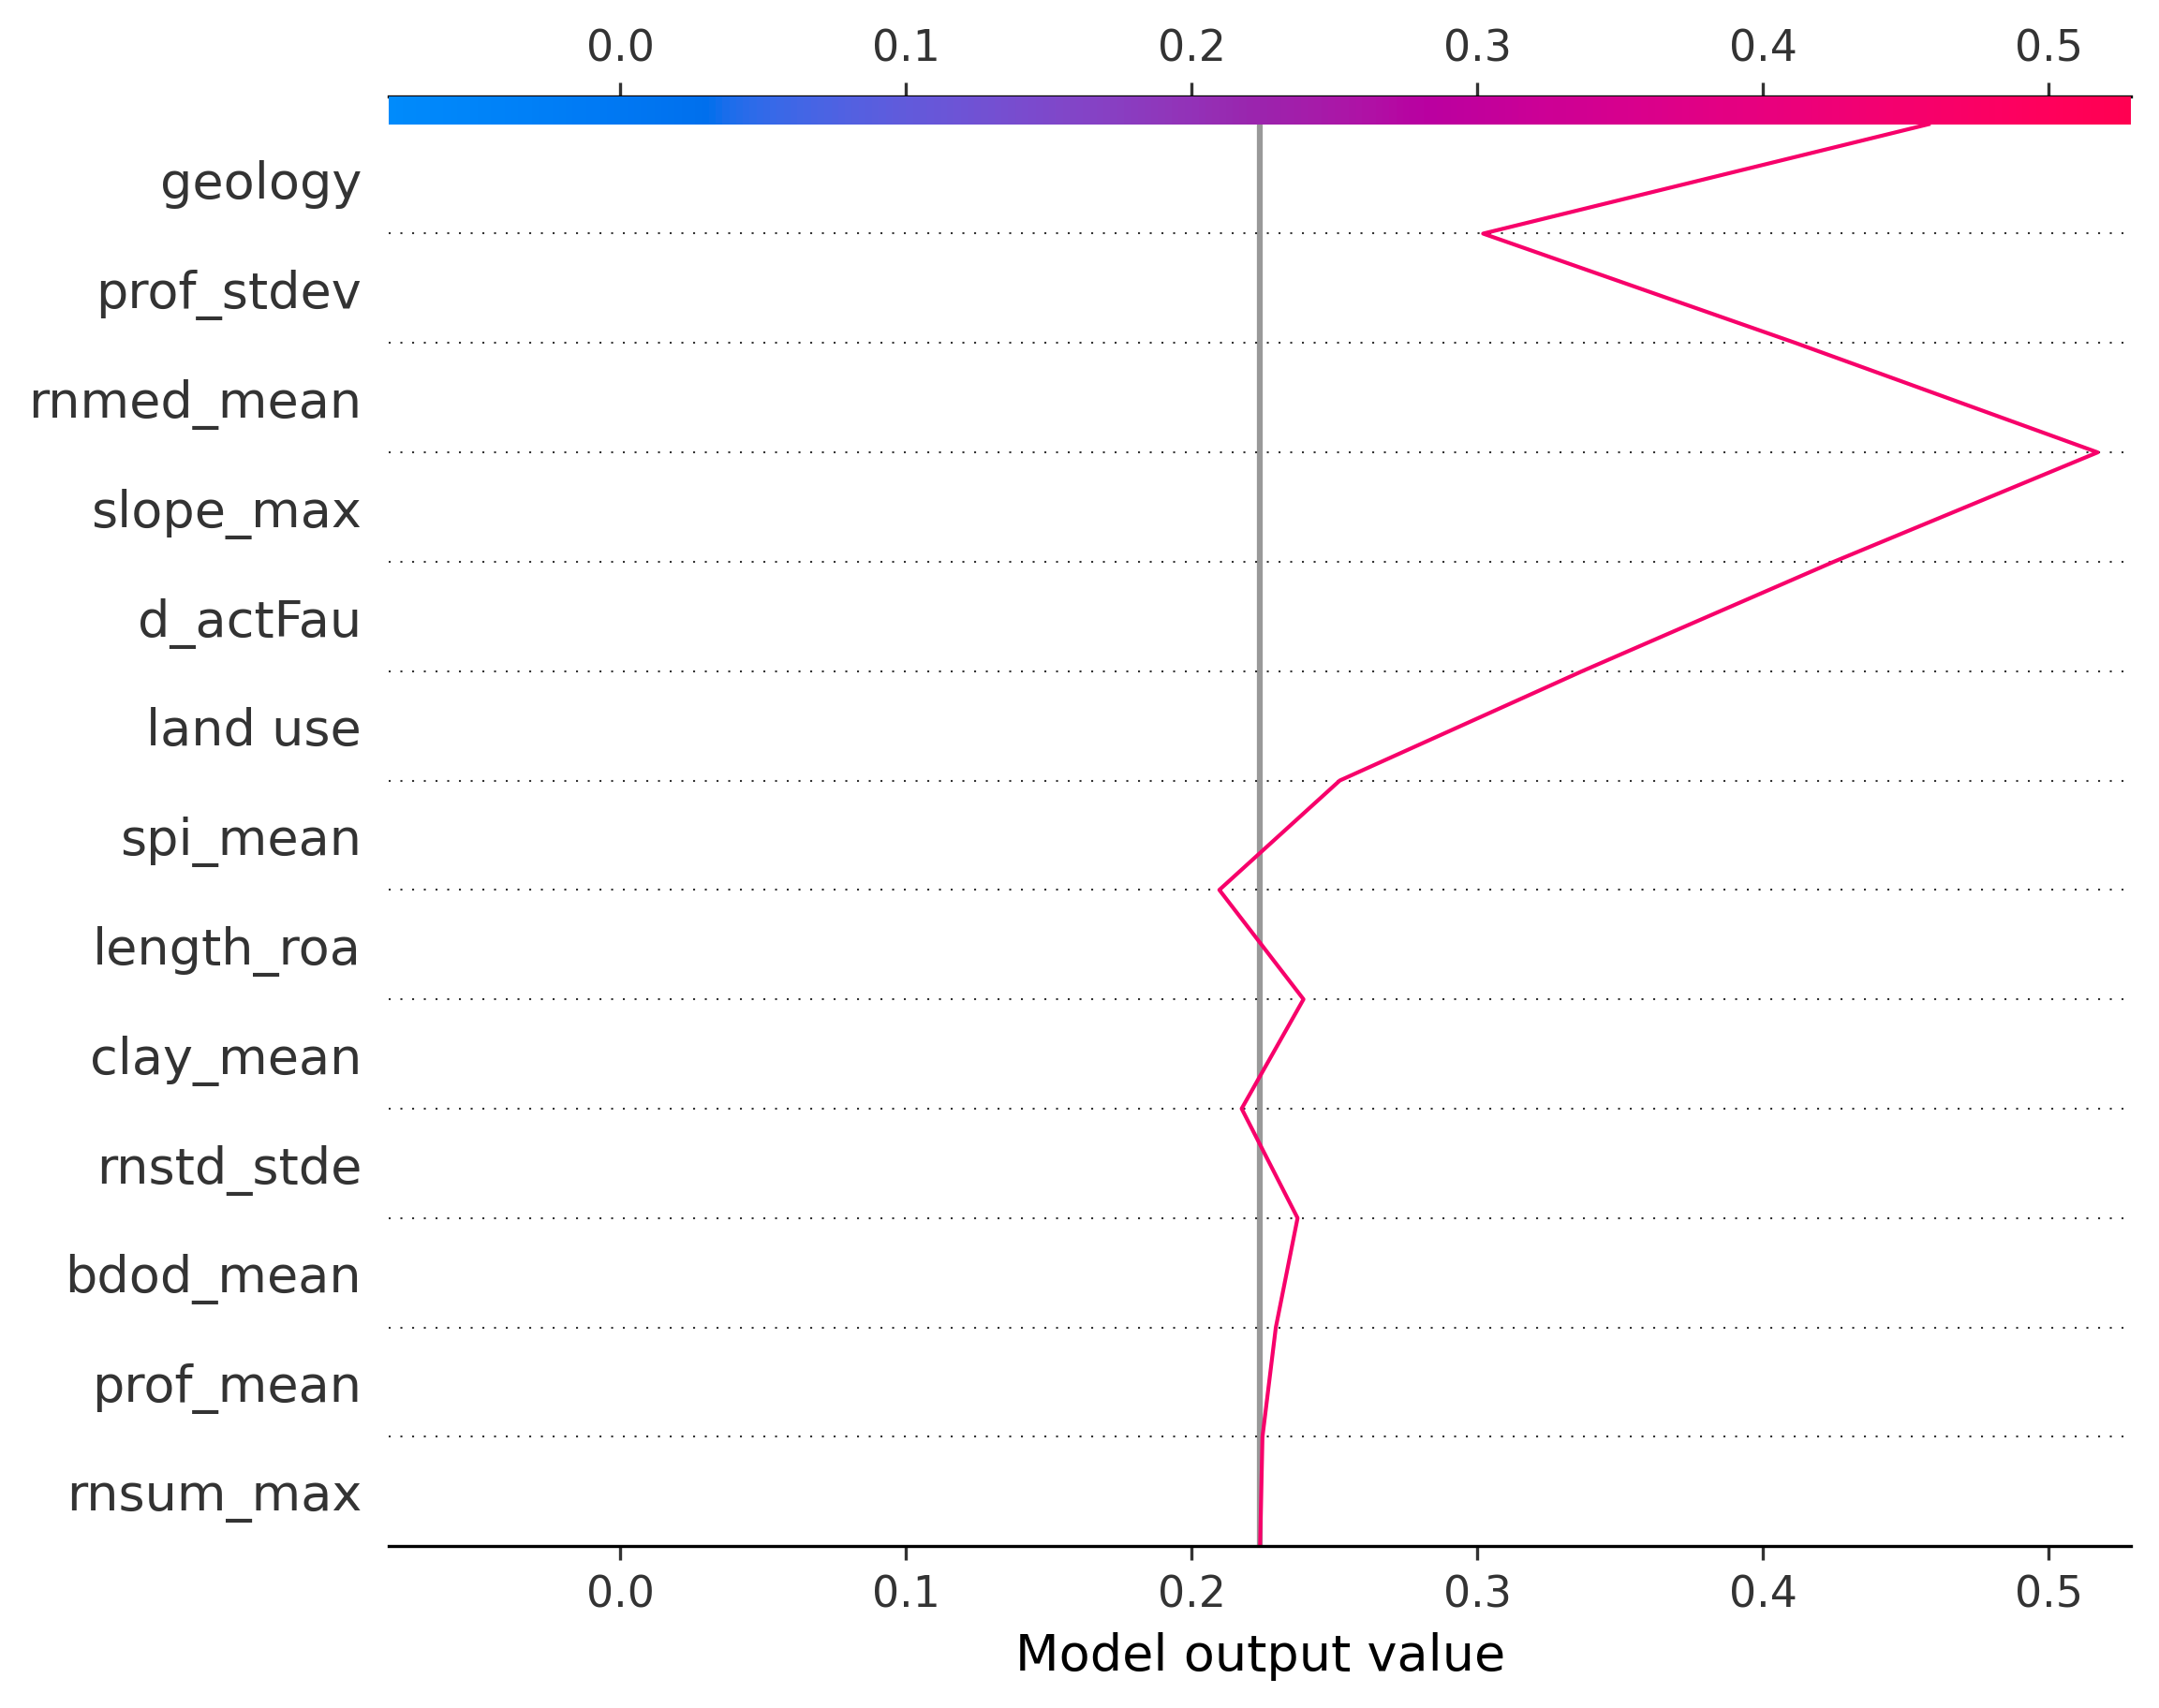 0.0 0.1 0.2 0.3 0.4 0.5
geology
prof_stdev
rnmed_mean
slope_max
d_actFau
land use
spi_mean
length_roa
clay_mean
rnstd_stde
bdod_mean
prof_mean
rnsum_max
0.0 0.1 0.2 0.3 0.4 0.5
Model output value